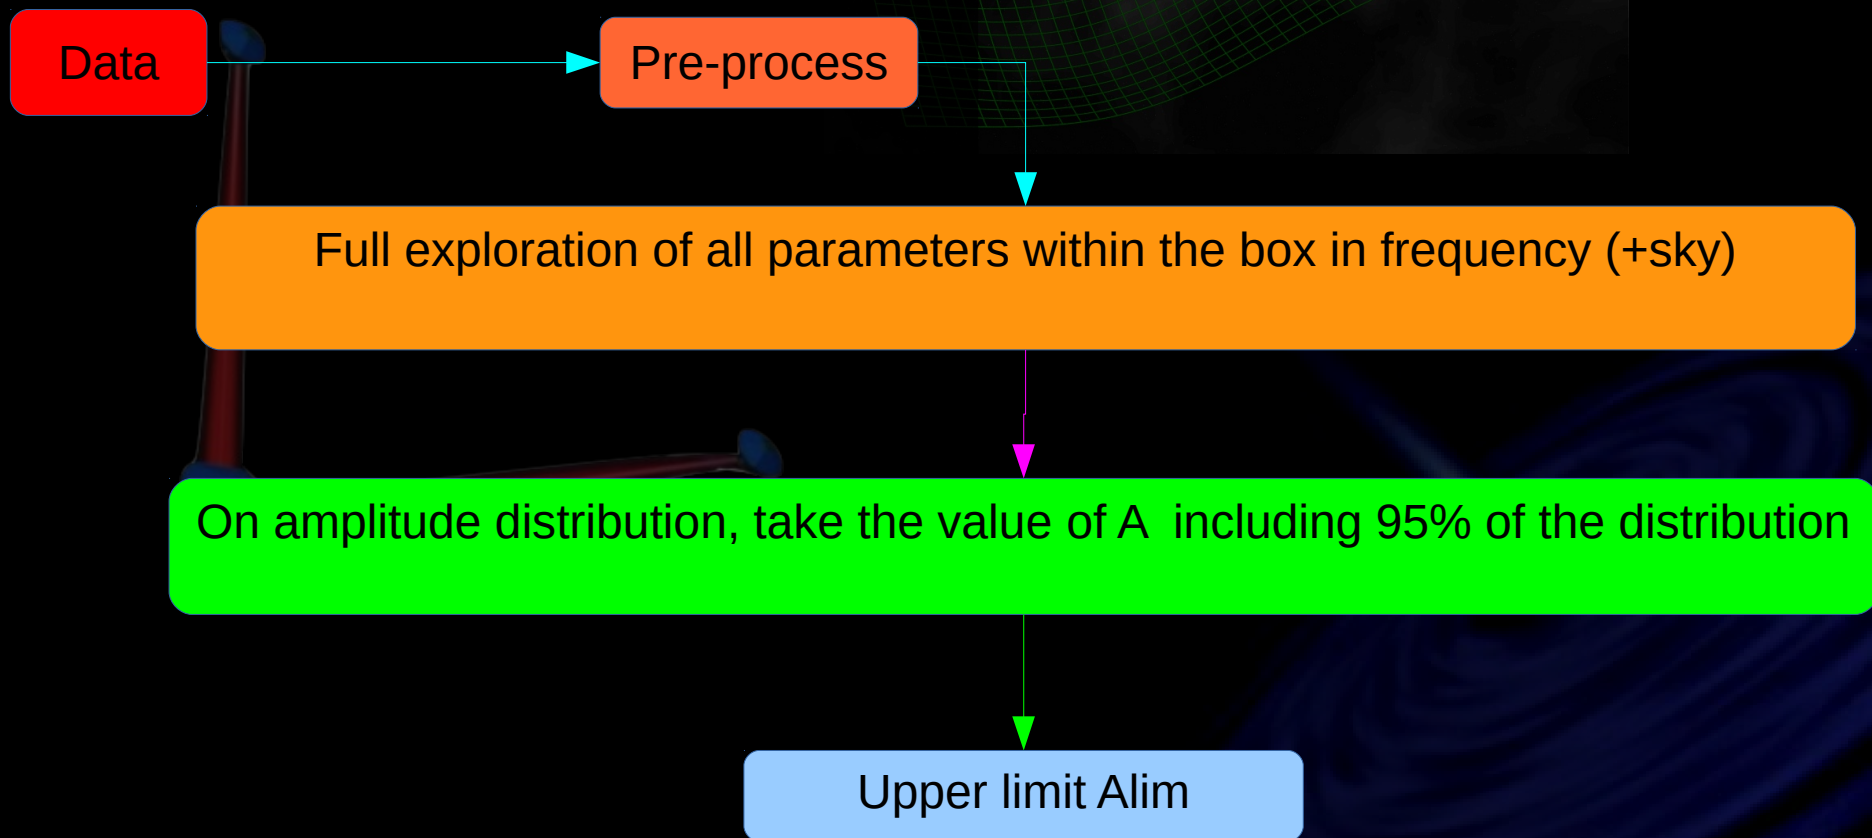 Data
Pre-process
Full exploration of all parameters within the box in frequency (+sky)
On amplitude distribution, take the value of A  including 95% of the distribution
Upper limit Alim